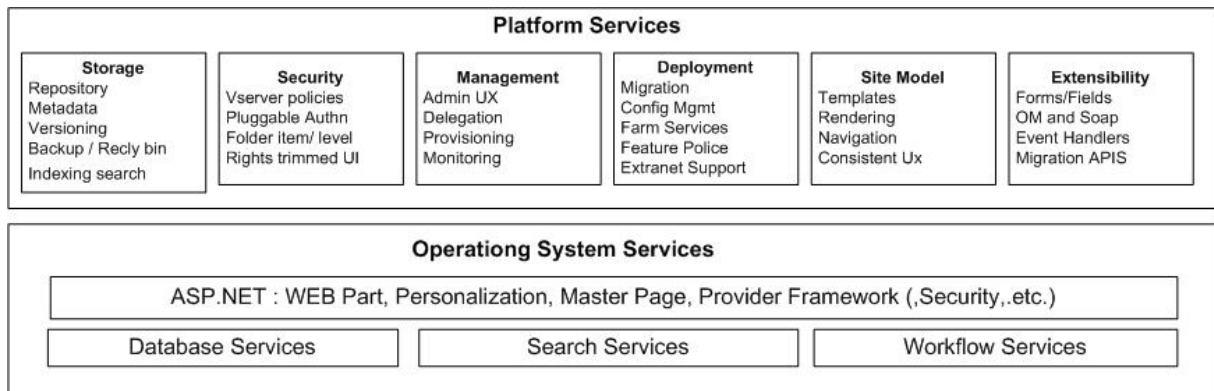 Platform Services
Storage
Repository
Metadata
Versioning
Backup / Recly bin
Indexing search
Security
Vserver policies
Pluggable Authn
Folder item/ level
Rights trimmed UI
Management
Admin UX
Delegation
Provisioning
Monitoring
Deployment
Migration
Config Mgmt
Farm Services
Feature Police
Extranet Support
Site Model
Templates
Rendering
Navigation
Consistent Ux
Extensibility
Forms/Fields
OM and Soap
Event Handlers
Migration APIS
Operationg System Services
ASP.NET : WEB Part, Personalization, Master Page, Provider Framework (,Security,.etc.)
Database Services
Search Services
Workflow Services